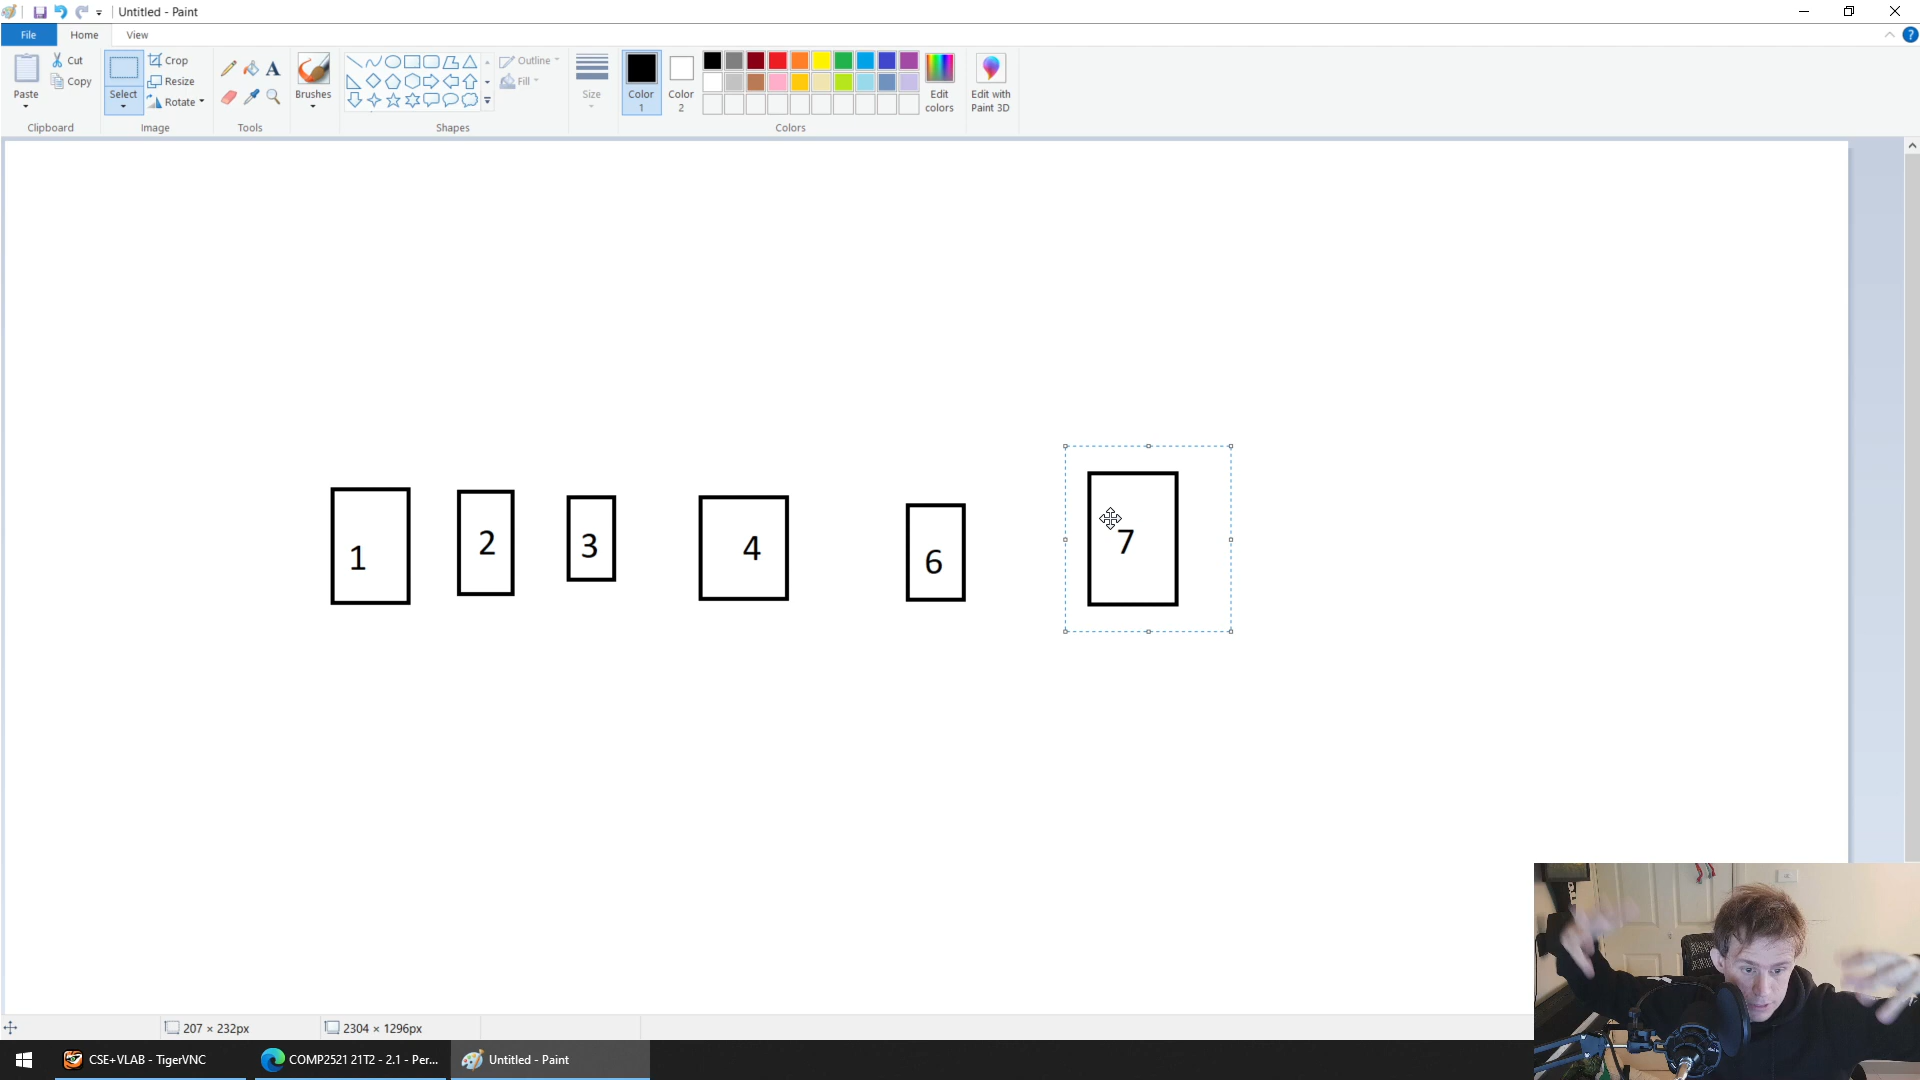 Untitled - Paint
File Home View
Paste
Cut
Copy
Clipboard
Select
Crop
Resize
Rotate
Image
Tools
Brushes
Shapes
Outline
Fill
Size
Color 1
Color 2
Colors
Edit colors
Edit with Paint 3D
1 2 3 4 6 7
207 × 232px
2304 × 1296px
CSE+VLAB - TigerVNC
COMP2521 21T2 - 2.1 - Per...
Untitled - Paint